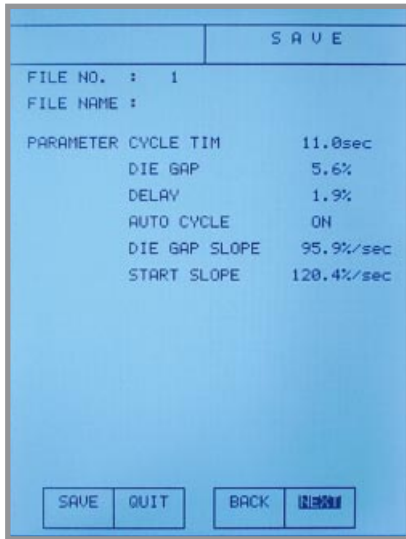 S A V E
FILE NO. : 1
FILE NAME :
PARAMETER CYCLE TIM 11.0sec
DIE GAP 5.6%
DELAY 1.9%
AUTO CYCLE ON
DIE GAP SLOPE 95.9%/sec
START SLOPE 120.4%/sec
SAVE QUIT BACK NEXT